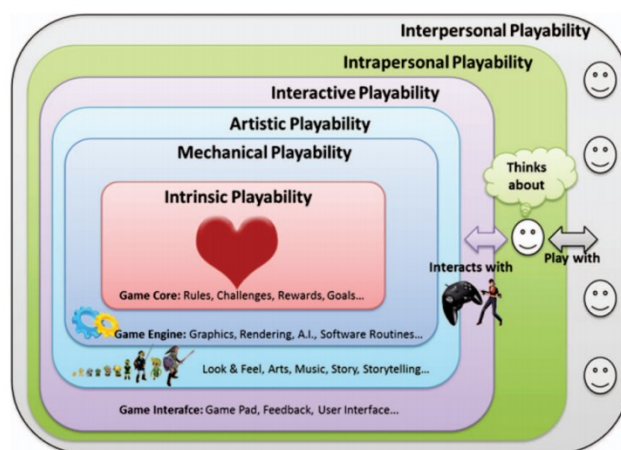 Interpersonal Playability
Intrapersonal Playability
Interactive Playability
Artistic Playability
Mechanical Playability
Intrinsic Playability
Thinks
about
Interacts with
Play with
Game Core: Rules, Challenges, Rewards, Goals...
Game Engine: Graphics, Rendering, A.I., Software Routines...
Look & Feel, Arts, Music, Story, Storytelling...
Game Interafce: Game Pad, Feedback, User Interface...